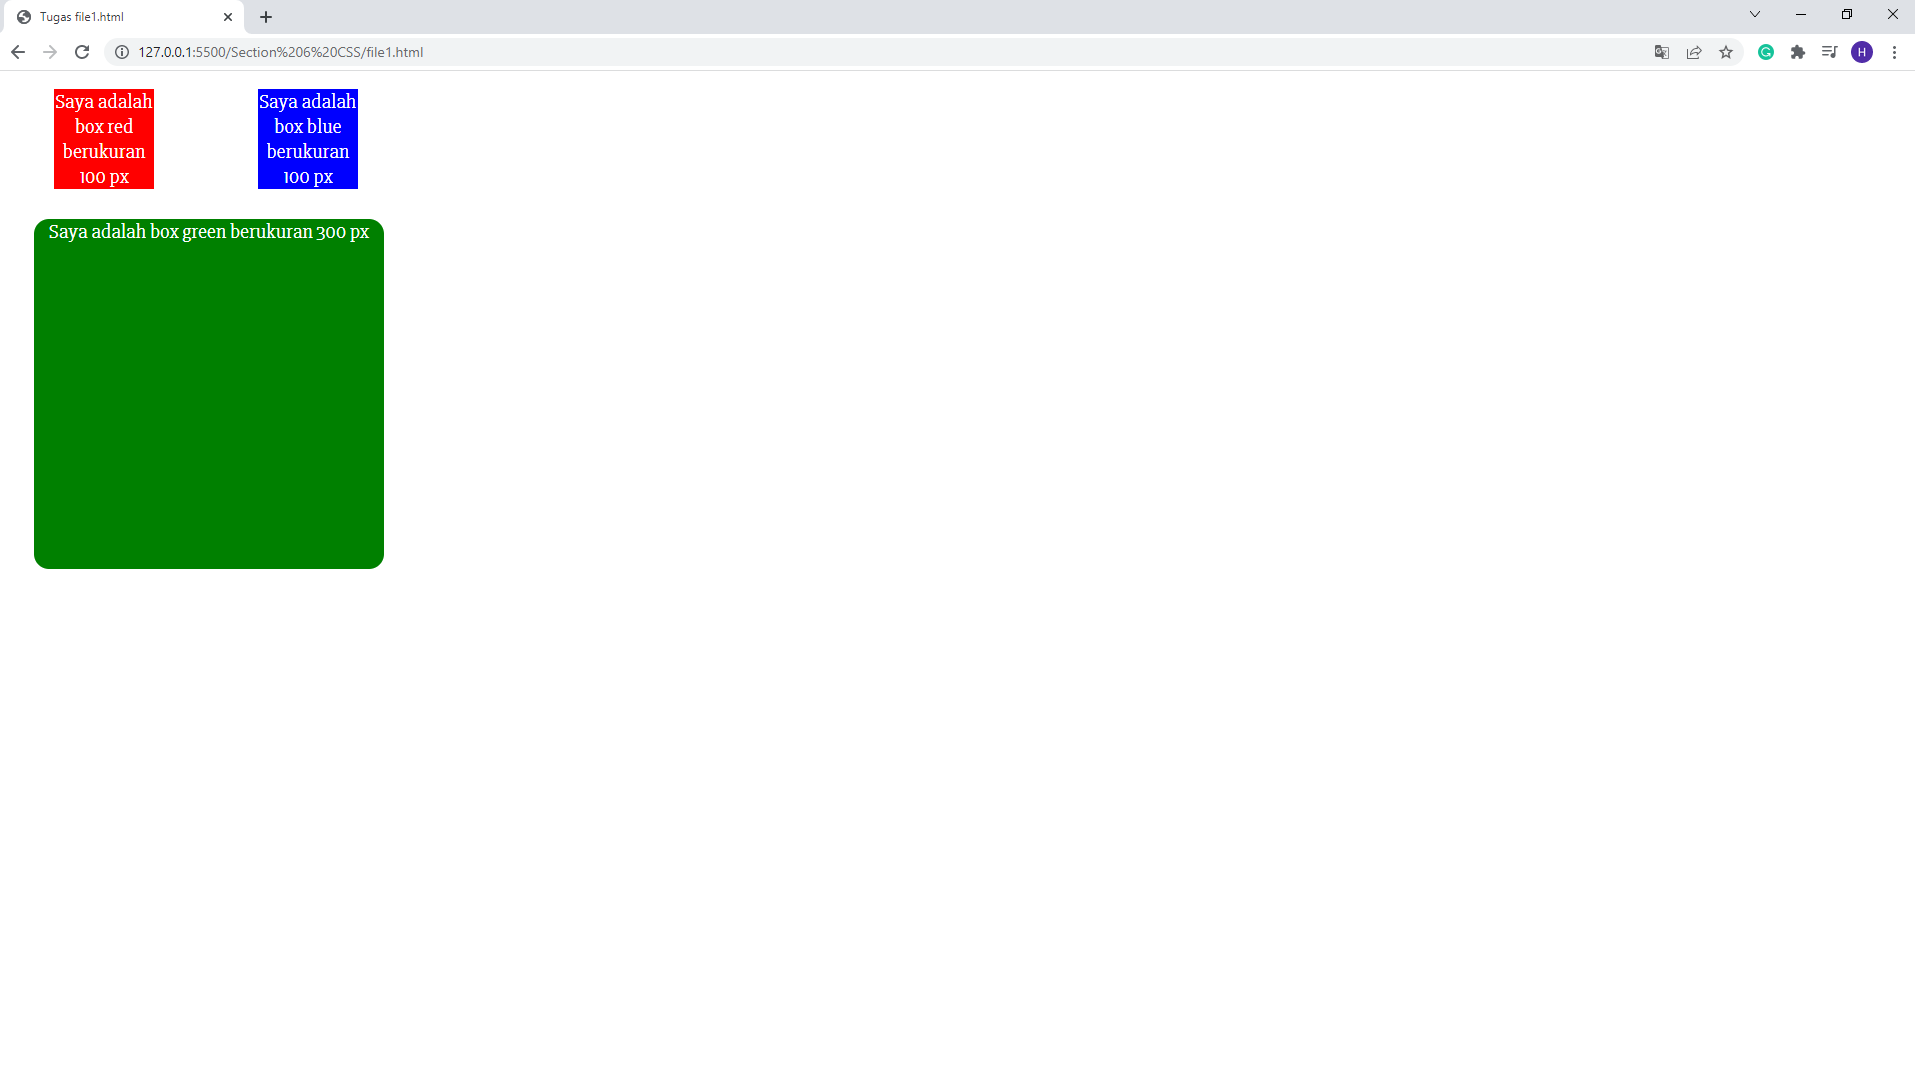 Tugas file1.html
127.0.0.1:5500/Section%206%20CSS/file1.html
H
Saya adalah
box red
berukuran
100 px
Saya adalah
box blue
berukuran
100 px
Saya adalah box green berukuran 300 px